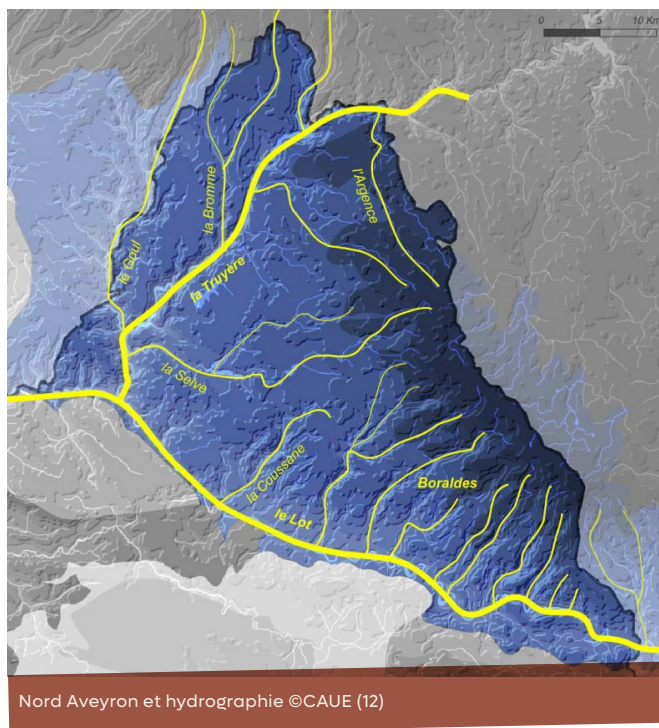 0 5 10 Km
la Bromme
l'Argence
le Goul
la Truyère
la Selve
la Coussane
Boraldes
le Lot
Nord Aveyron et hydrographie ©CAUE (12)